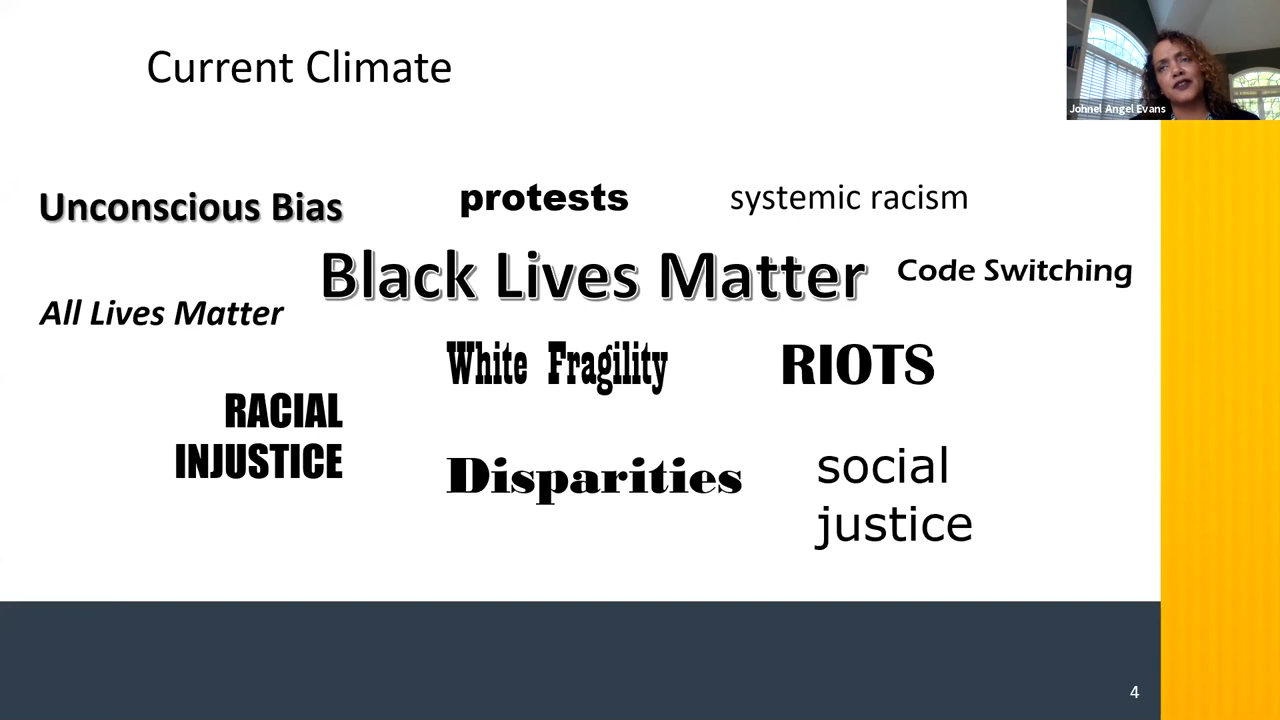 Current Climate
Johnel Angel Evans
Unconscious Bias
protests
systemic racism
Black Lives Matter
Code Switching
All Lives Matter
White Fragility
RIOTS
RACIAL
INJUSTICE
Disparities
social
justice
4